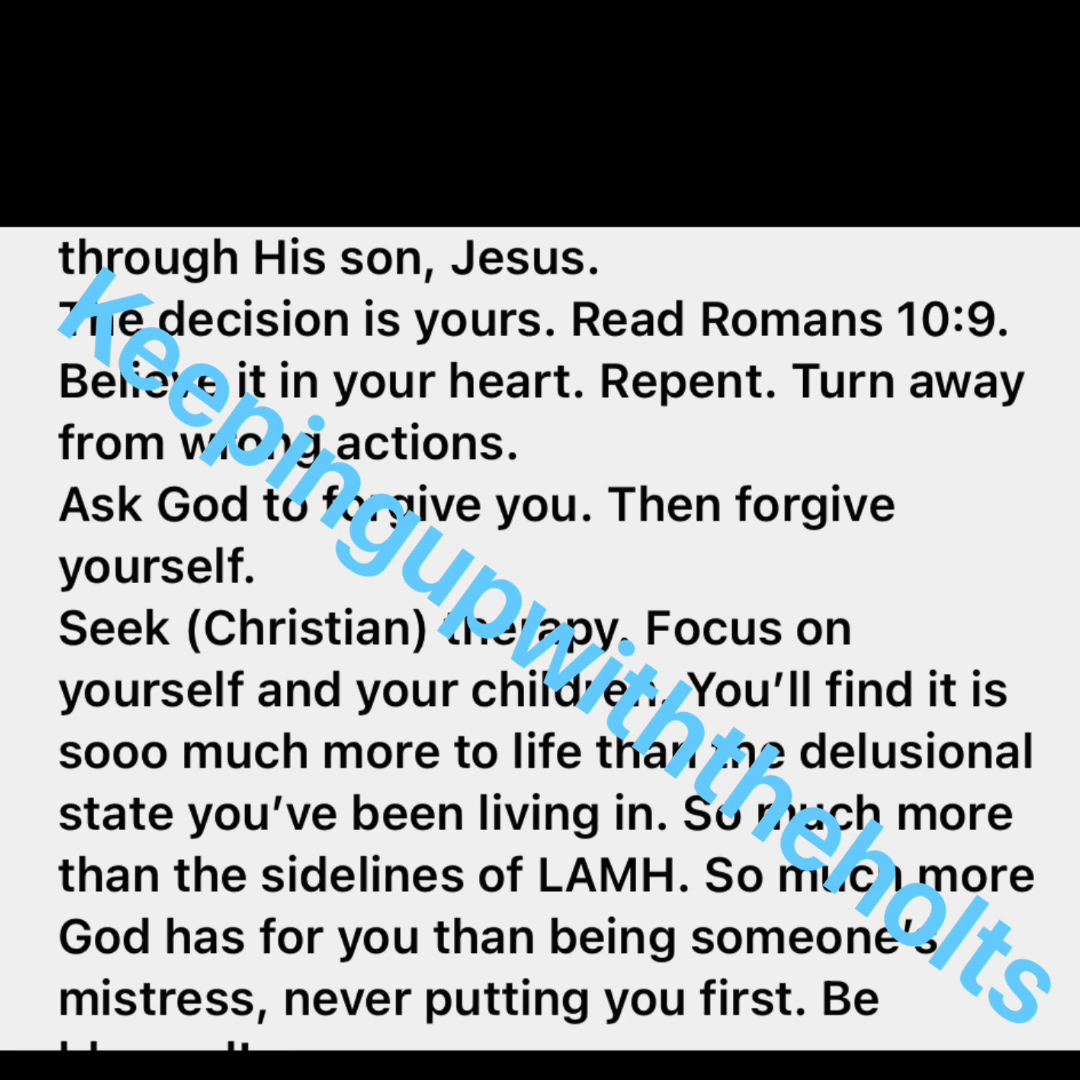 through His son, Jesus.
The decision is yours. Read Romans 10:9.
Believe it in your heart. Repent. Turn away
from wrong actions.
Ask God to forgive you. Then forgive
yourself.
Seek (Christian) therapy. Focus on
yourself and your children. You’ll find it is
sooo much more to life than the delusional
state you’ve been living in. So much more
than the sidelines of LAMH. So much more
God has for you than being someone’s
mistress, never putting you first. Be
Keepingupwiththeholts